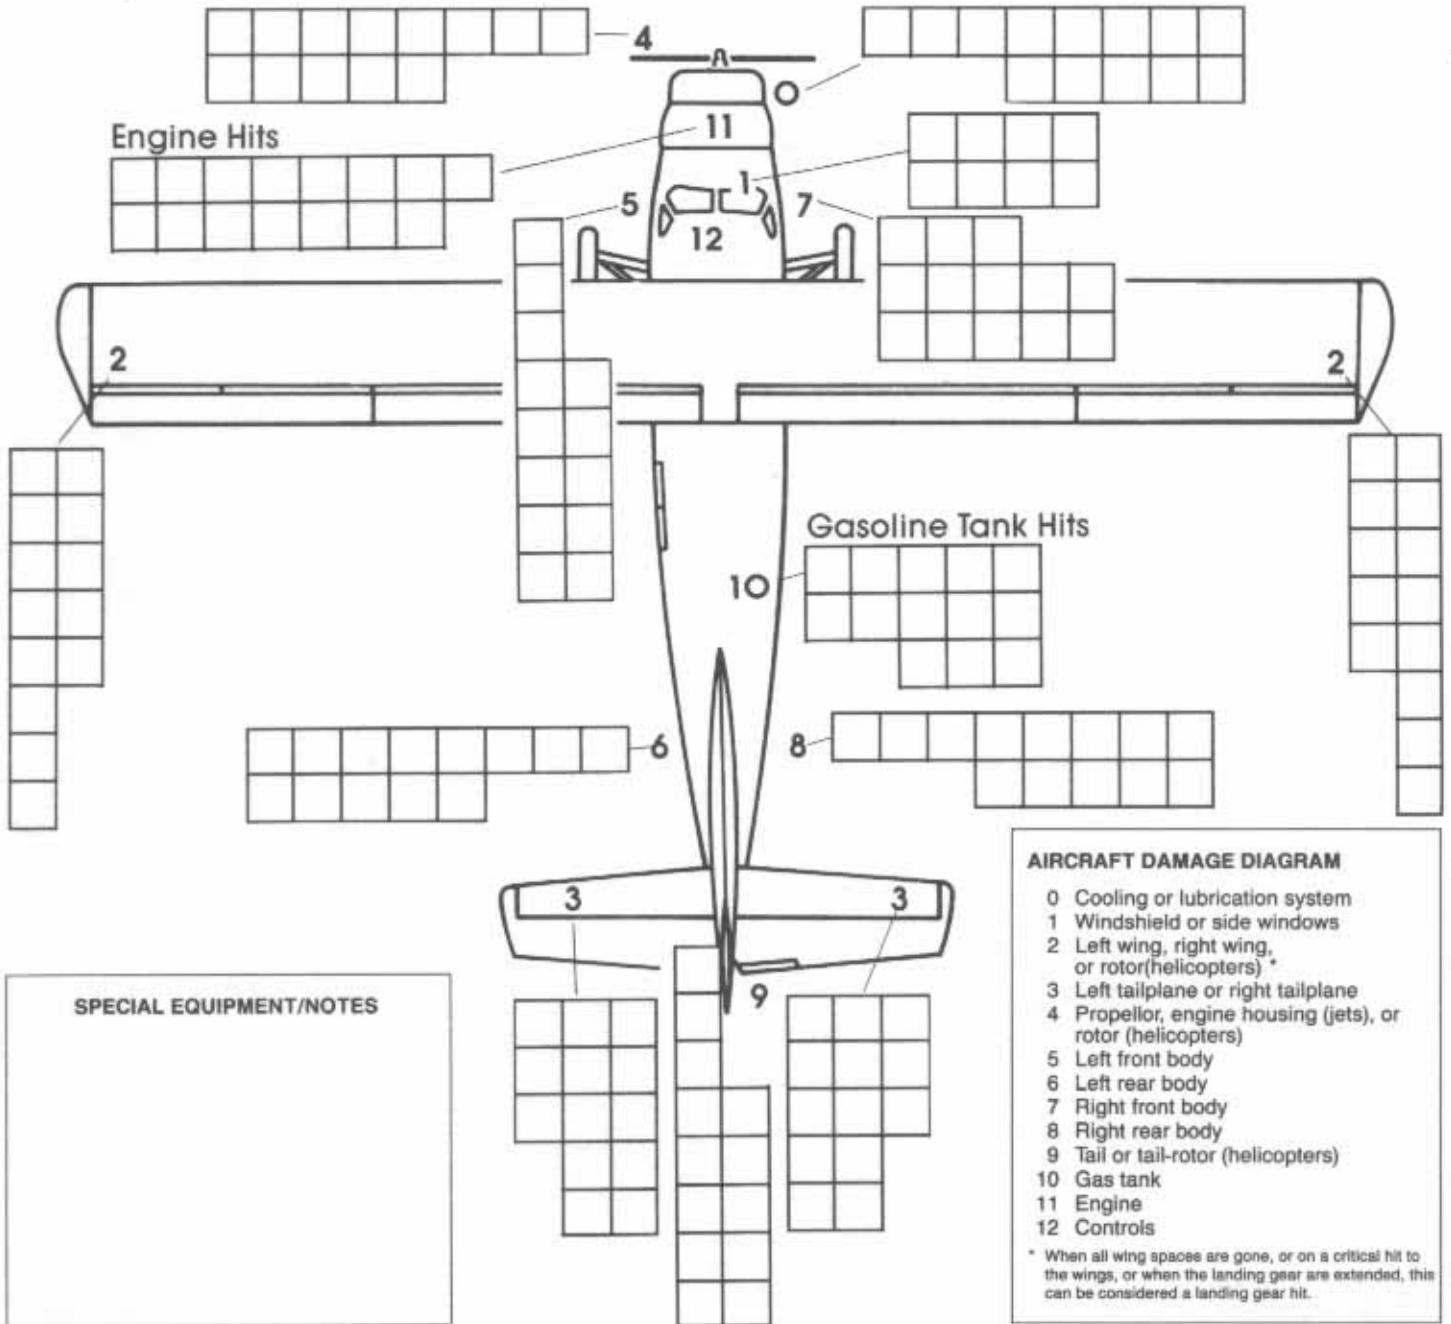 4
0
Engine Hits
11
1
5
7
12
2
2
Gasoline Tank Hits
10
6
8
3
3
9
SPECIAL EQUIPMENT/NOTES
AIRCRAFT DAMAGE DIAGRAM
0 Cooling or lubrication system
1 Windshield or side windows
2 Left wing, right wing,
or rotor(helicopters) *
3 Left tailplane or right tailplane
4 Propellor, engine housing (jets), or
rotor (helicopters)
5 Left front body
6 Left rear body
7 Right front body
8 Right rear body
9 Tail or tail-rotor (helicopters)
10 Gas tank
11 Engine
12 Controls
* When all wing spaces are gone, or on a critical hit to
the wings, or when the landing gear are extended, this
can be considered a landing gear hit.